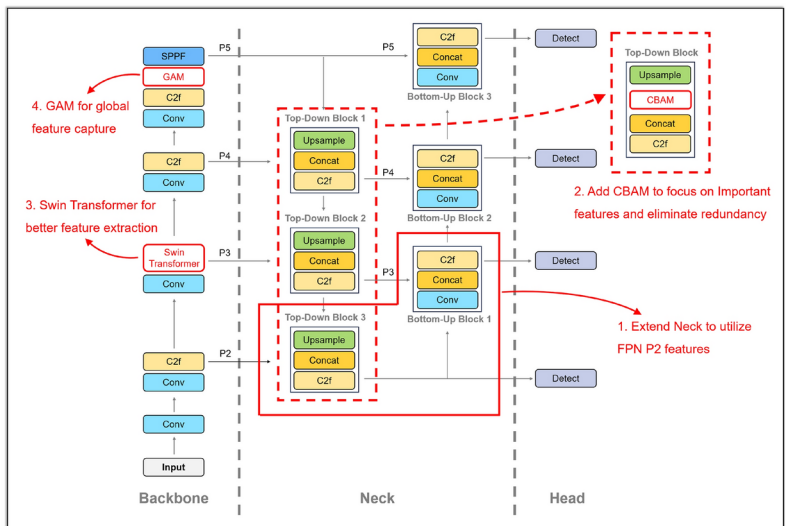 SPPF
GAM
C2f
Conv
C2f
Conv
Swin
Transformer
Conv
C2f
Conv
Conv
Input
Backbone
4. GAM for global
feature capture
3. Swin Transformer for
better feature extraction
P5
P4
P3
P2
P5
P4
P3
Top-Down Block 1
Upsample
Concat
C2f
Top-Down Block 2
Upsample
Concat
C2f
Top-Down Block 3
Upsample
Concat
C2f
C2f
Concat
Conv
Bottom-Up Block 3
C2f
Concat
Conv
Bottom-Up Block 2
C2f
Concat
Conv
Bottom-Up Block 1
Neck
Detect
Detect
Detect
Detect
Head
Top-Down Block
Upsample
CBAM
Concat
C2f
2. Add CBAM to focus on Important
features and eliminate redundancy
1. Extend Neck to utilize
FPN P2 features